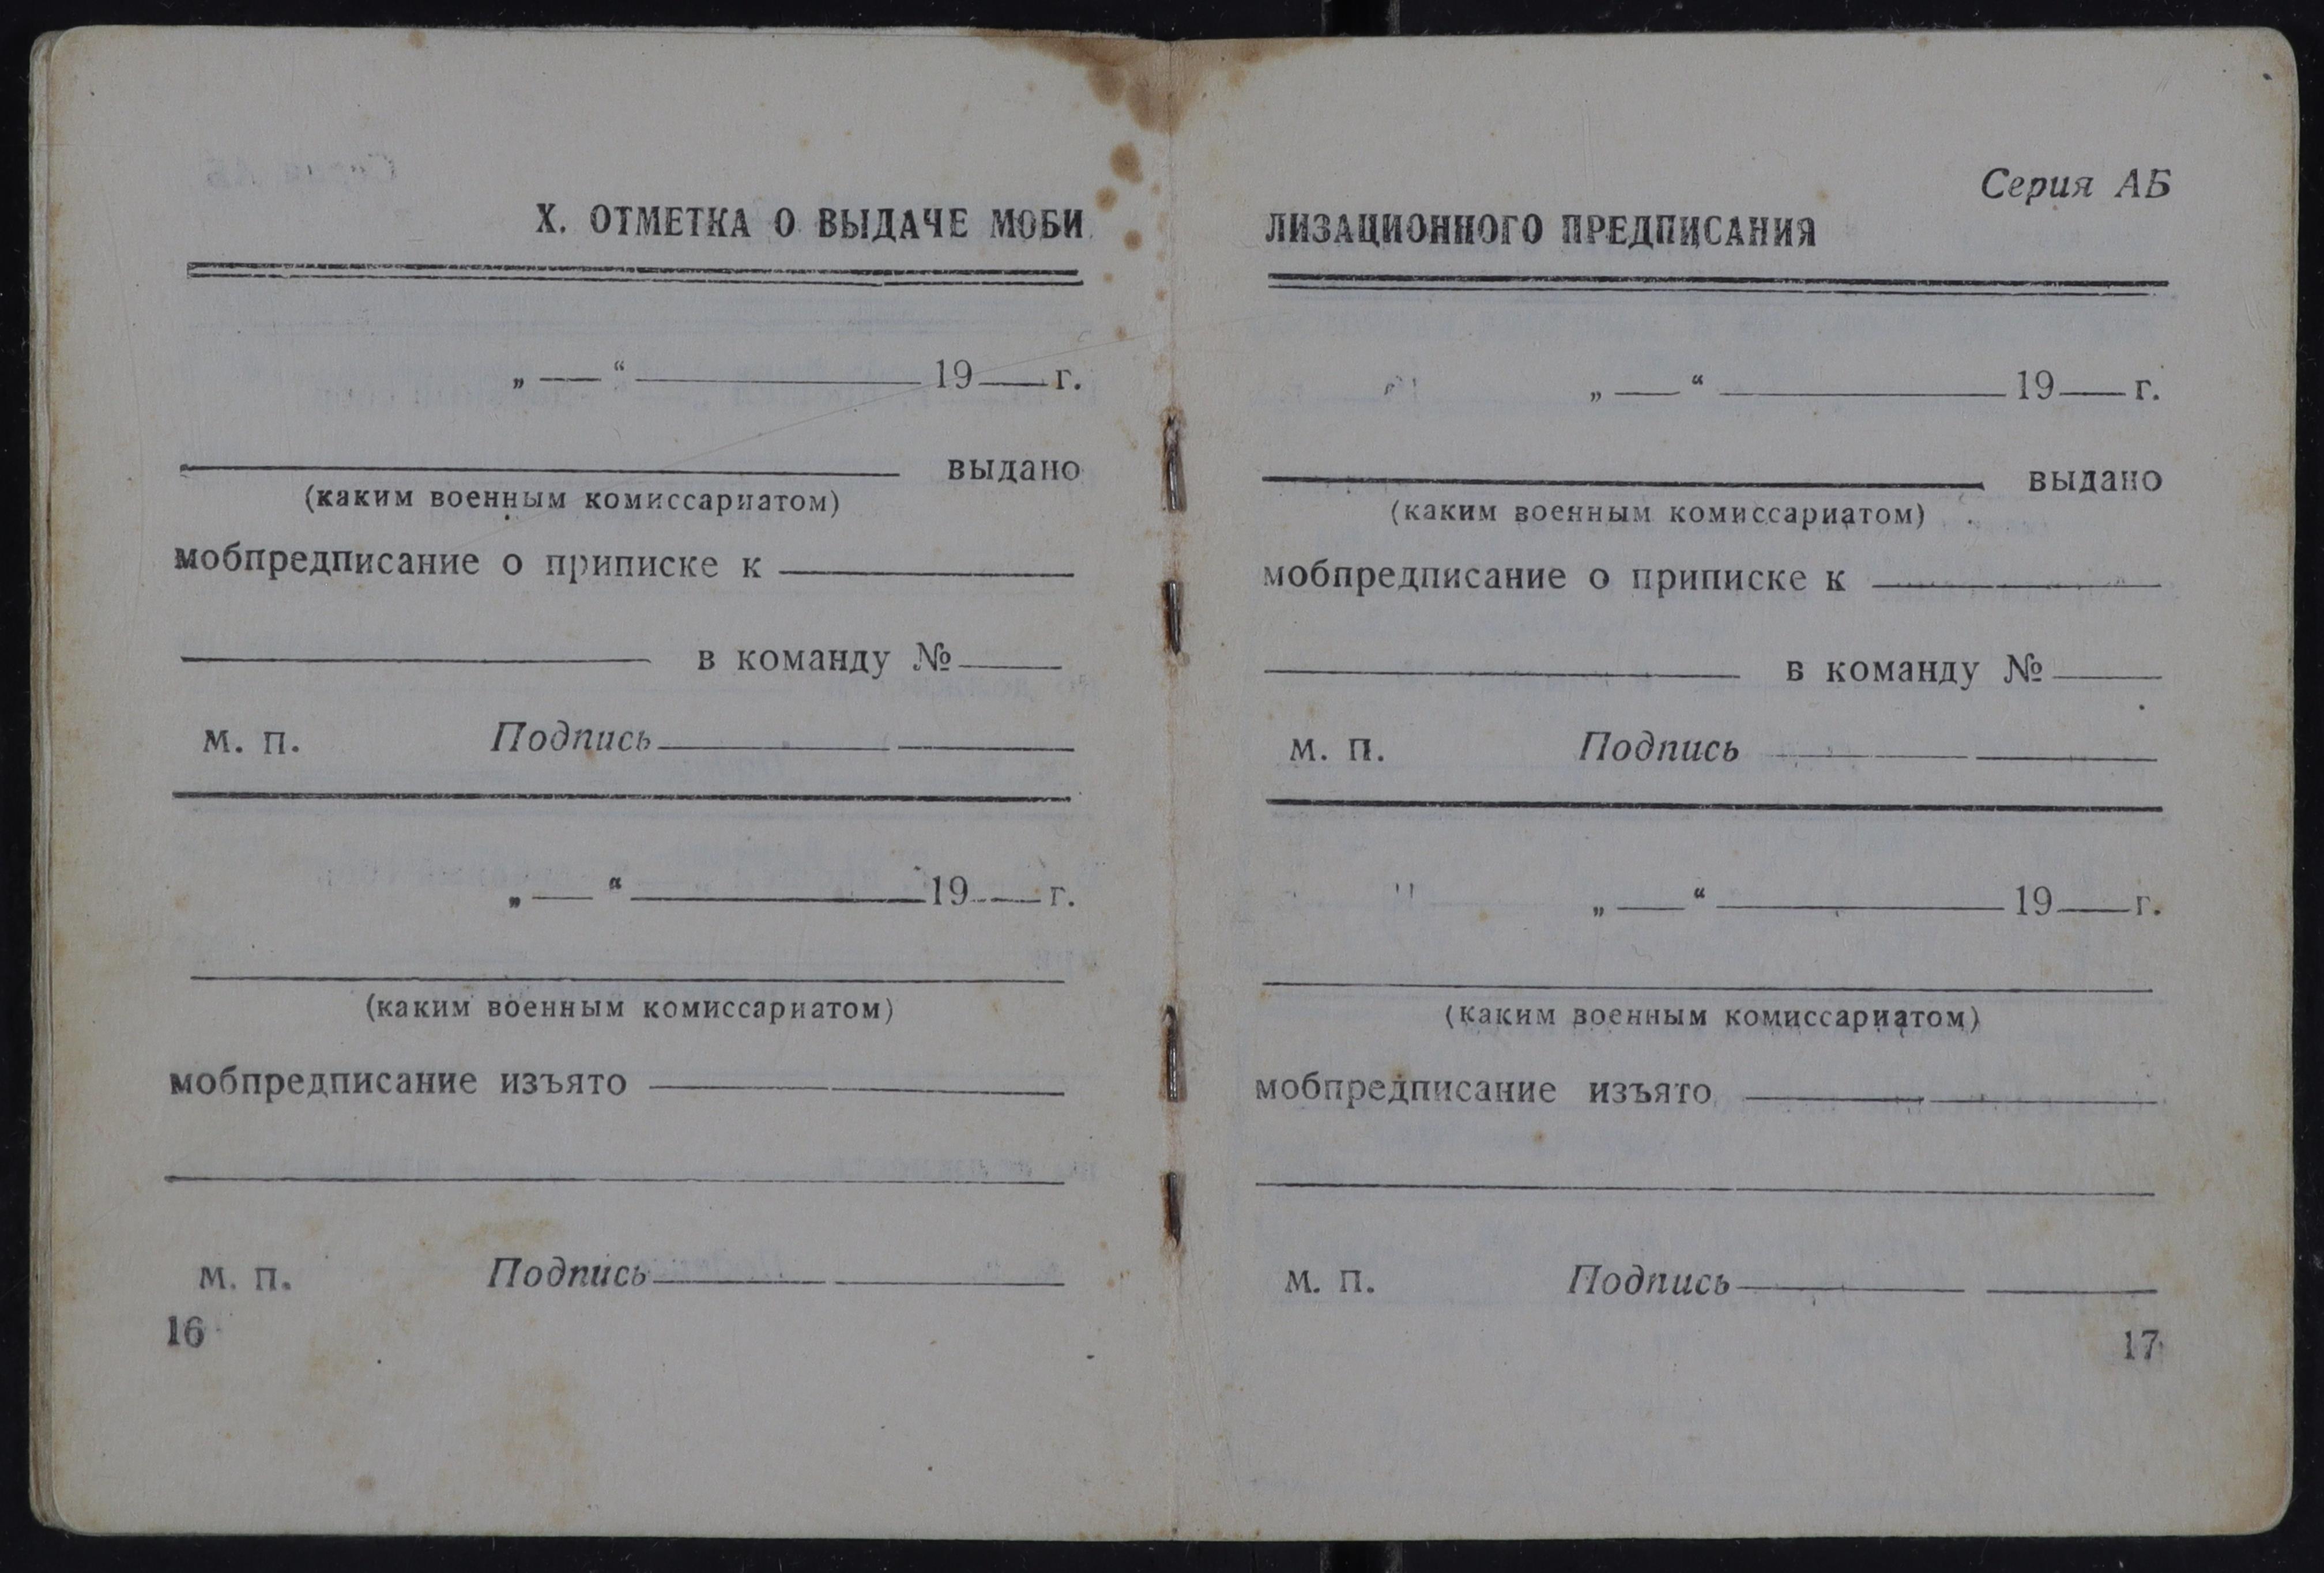 X. ОТМЕТКА О ВЫДАЧЕ МОБИ
„ — “ 19 г.
выдано
(каким военным комиссариатом)
мобпредписание о приписке к
в команду №
М. П. Подпись
„ — “ 19 г.
(каким военным комиссариатом)
мобпредписание изъято
М. П. Подпись
16
Серия АБ
ЛИЗАЦИОННОГО ПРЕДПИСАНИЯ
„ — “ 19 г.
выдано
(каким военным комиссариатом)
мобпредписание о приписке к
в команду №
М. П. Подпись
„ — “ 19 г.
(каким военным комиссариатом)
мобпредписание изъято
М. П. Подпись
17